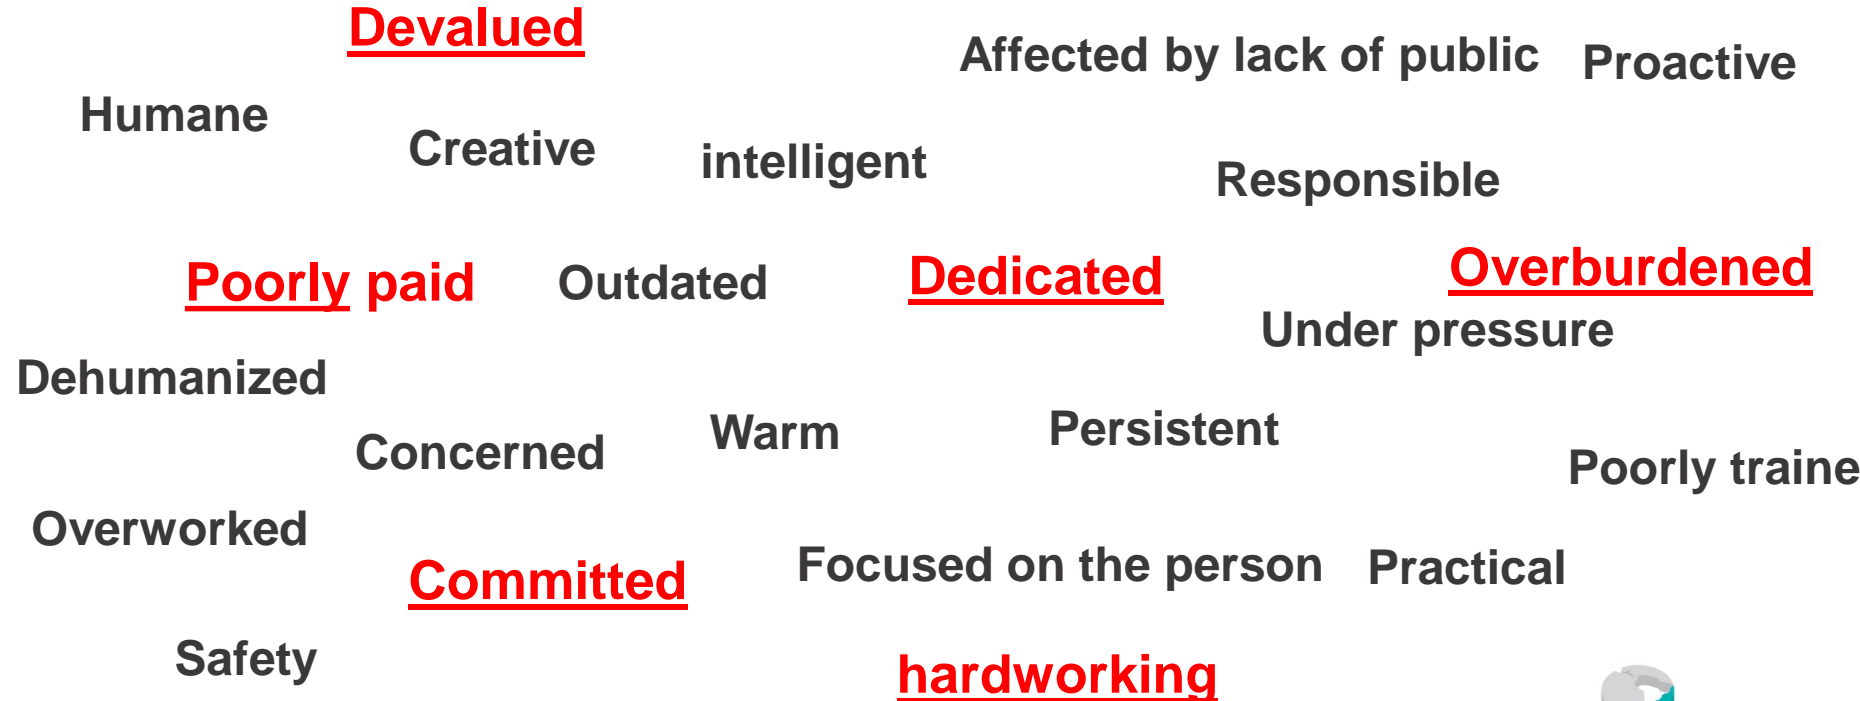 Devalued
Affected by lack of public
Proactive
Humane
Creative
intelligent
Responsible
Poorly paid
Outdated
Dedicated
Overburdened
Under pressure
Dehumanized
Concerned
Warm
Persistent
Poorly traine
Overworked
Committed
Focused on the person
Practical
Safety
hardworking